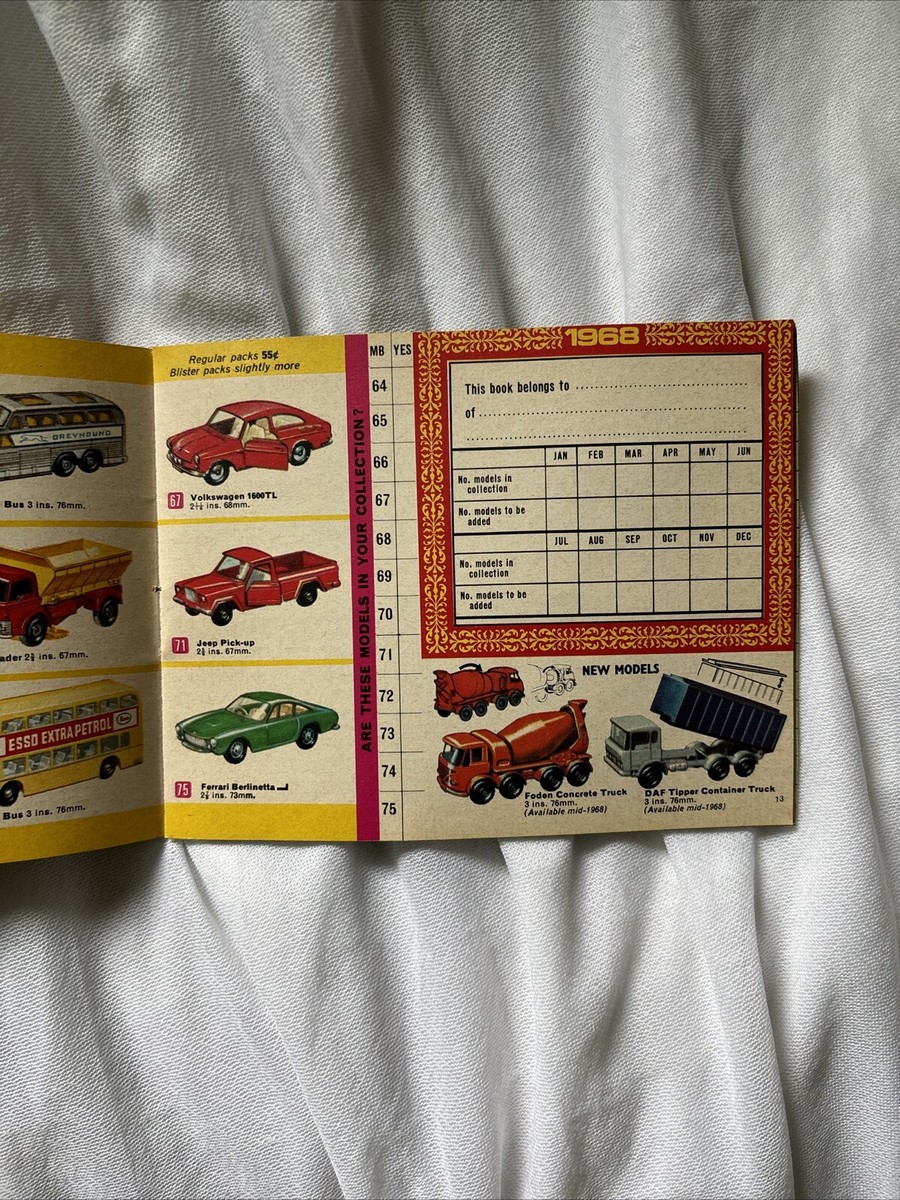 GREYHOUND
Bus 3 ins. 76mm.
ader 2⅝ ins. 67mm.
ESSO EXTRA PETROL
Esso
Bus 3 ins. 76mm.
Regular packs 55¢
Blister packs slightly more
67 Volkswagen 1600TL
ins. 68mm.
71 Jeep Pick-up
2⅝ ins. 67mm.
75 Ferrari Berlinetta
ins. 73mm.
ARE THESE MODELS IN YOUR COLLECTION?
MB YES
64
65
66
67
68
69
70
71
72
73
74
75
1968
This book belongs to
of
JAN FEB MAR APR MAY JUN
No. models in
collection
No. models to be
added
JUL AUG SEP OCT NOV DEC
No. models in
collection
No. models to be
added
NEW MODELS
Foden Concrete Truck
3 ins. 76mm.
(Available mid-1968)
DAF Tipper Container Truck
3 ins. 76mm.
(Available mid-1968)
13